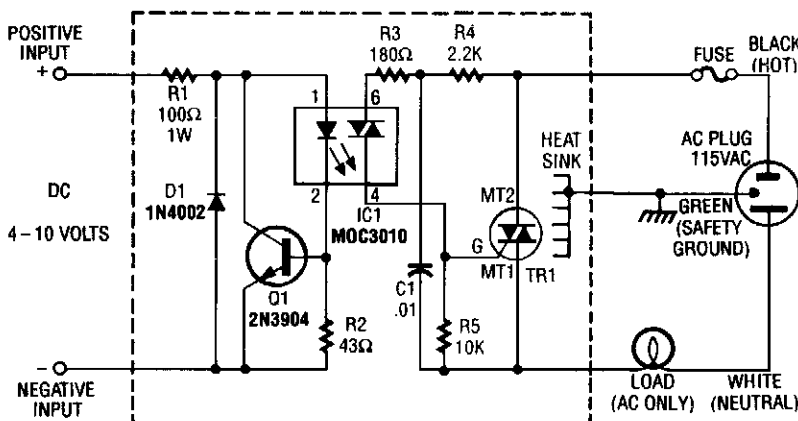 POSITIVE
INPUT
+
R1
100Ω
1W
DC
4 – 10 VOLTS
D1
1N4002
–
NEGATIVE
INPUT
Q1
2N3904
1
2
6
4
IC1
MOC3010
R2
43Ω
R3
180Ω
R4
2.2K
C1
.01
R5
10K
MT2
G
MT1
TR1
HEAT
SINK
FUSE
BLACK
(HOT)
AC PLUG
115VAC
GREEN
(SAFETY
GROUND)
LOAD
(AC ONLY)
WHITE
(NEUTRAL)